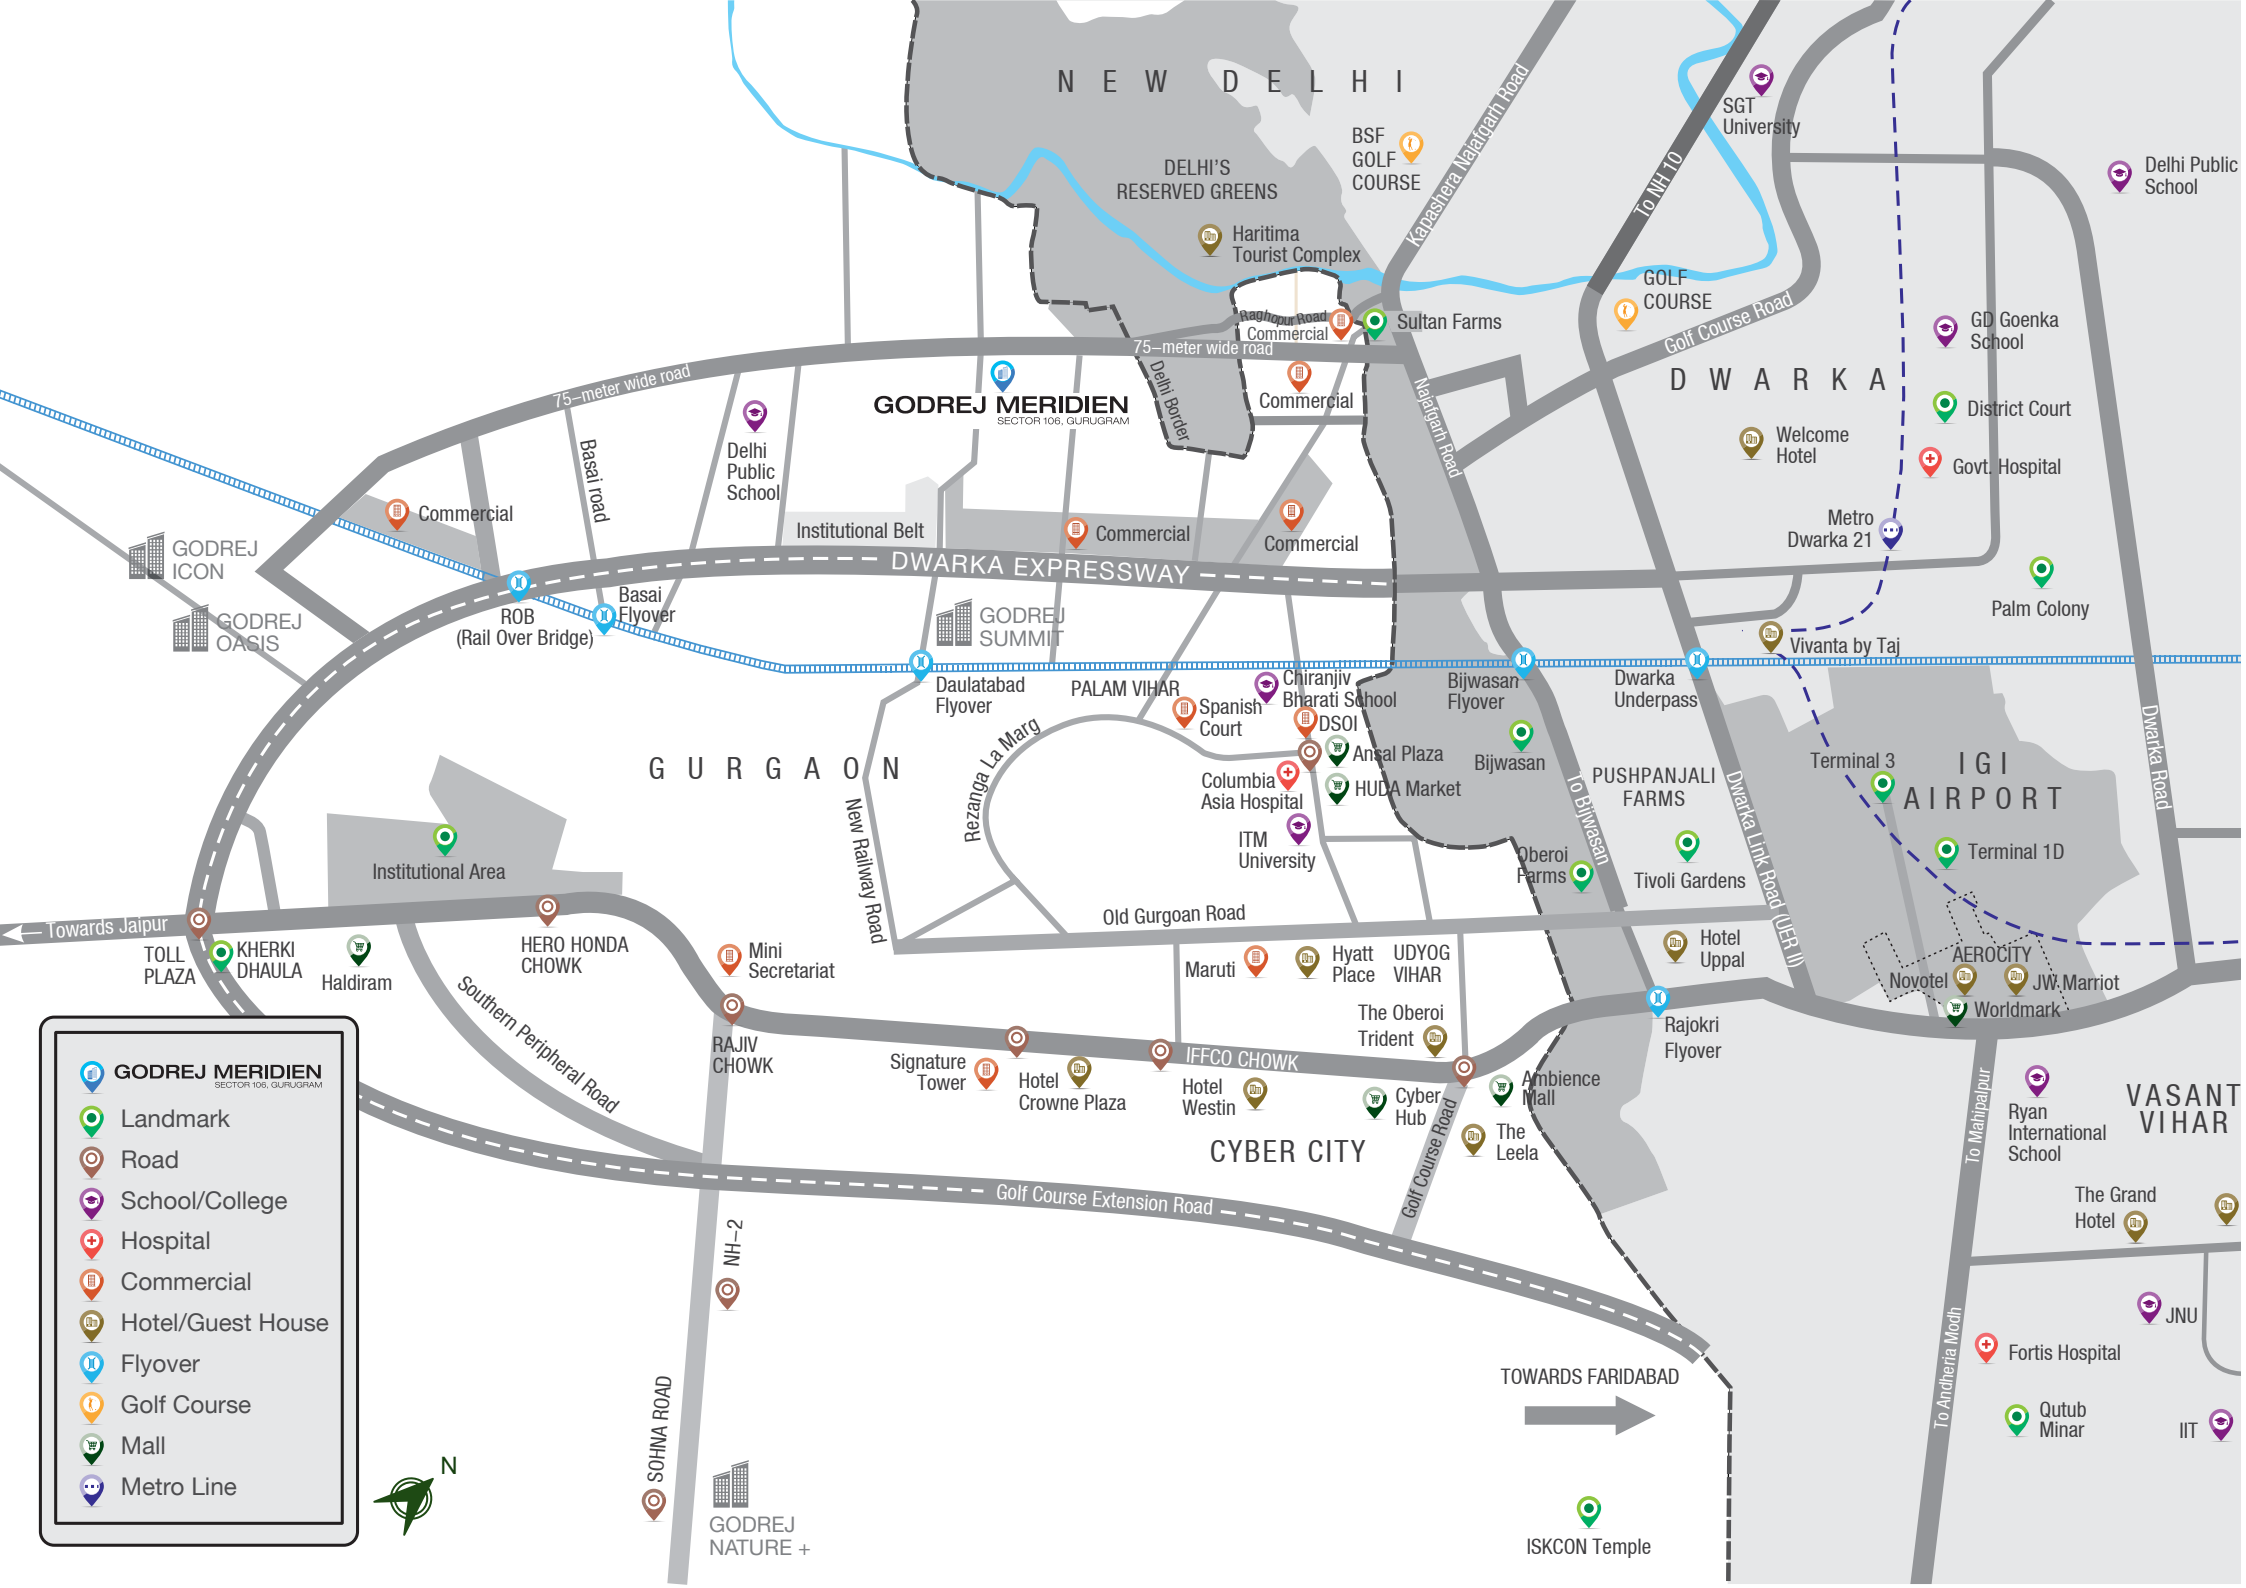 NEW DELHI
BSF
GOLF
COURSE
DELHI'S
RESERVED GREENS
Haritima
Tourist Complex
Kapashera Najafgarh Road
To NH 10
SGT
University
Delhi Public
School
GOLF
COURSE
Golf Course Road
GD Goenka
School
DWARKA
District Court
Welcome
Hotel
Govt. Hospital
Metro
Dwarka 21
Palm Colony
Vivanta by Taj
Raghopur Road
Commercial
Sultan Farms
75-meter wide road
75-meter wide road
Delhi Border
Commercial
Najafgarh Road
GODREJ MERIDIEN
SECTOR 106, GURUGRAM
Basai road
Delhi
Public
School
Commercial
Institutional Belt
Commercial
Commercial
DWARKA EXPRESSWAY
GODREJ
ICON
GODREJ
OASIS
ROB
(Rail Over Bridge)
Basai
Flyover
GODREJ
SUMMIT
Daulatabad
Flyover
PALAM VIHAR
Chiranjiv
Bharati School
Spanish
Court
DSOI
Ansal Plaza
Columbia
Asia Hospital
HUDA Market
ITM
University
Rezanga La Marg
New Railway Road
GURGAON
Bijwasan
Flyover
Dwarka
Underpass
Bijwasan
To Bijwasan
PUSHPANJALI
FARMS
Oberoi
Farms
Tivoli Gardens
Dwarka Link Road (UER II)
Terminal 3
IGI
AIRPORT
Terminal 1D
Dwarka Road
Institutional Area
Towards Jaipur
TOLL
PLAZA
KHERKI
DHAULA
Haldiram
HERO HONDA
CHOWK
Mini
Secretariat
Southern Peripheral Road
RAJIV
CHOWK
Old Gurgoan Road
Maruti
Hyatt
Place
UDYOG
VIHAR
The Oberoi
Trident
Hotel
Uppal
Rajokri
Flyover
AEROCITY
Novotel
JW Marriot
Worldmark
Signature
Tower
Hotel
Crowne Plaza
IFFCO CHOWK
Hotel
Westin
Cyber
Hub
Ambience
Mall
The
Leela
CYBER CITY
Golf Course Road
Golf Course Extension Road
NH-2
SOHNA ROAD
GODREJ
NATURE +
TOWARDS FARIDABAD
ISKCON Temple
To Mahipalpur
To Andheria Modh
Ryan
International
School
VASANT
VIHAR
The Grand
Hotel
JNU
Fortis Hospital
Qutub
Minar
IIT
GODREJ MERIDIEN
SECTOR 106, GURUGRAM
Landmark
Road
School/College
Hospital
Commercial
Hotel/Guest House
Flyover
Golf Course
Mall
Metro Line
N